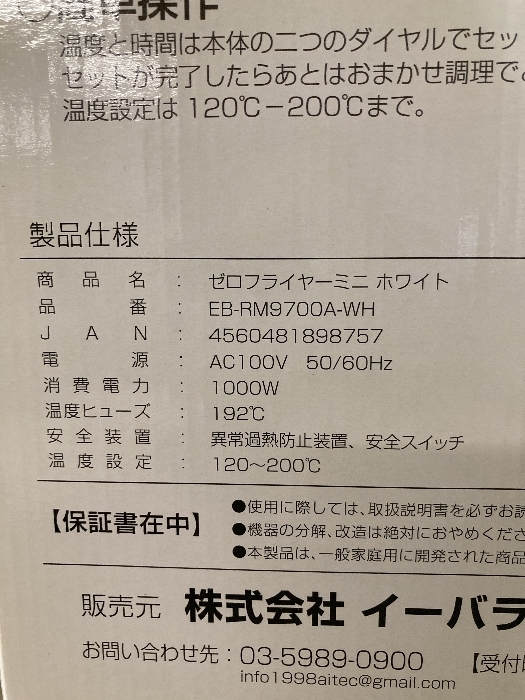 簡単操作
温度と時間は本体の二つのダイヤルでセッ
セットが完了したらあとはおまかせ調理で
温度設定は 120℃－200℃まで。
製品仕様
商品名 : ゼロフライヤーミニ ホワイト
品番 : EB-RM9700A-WH
JAN : 4560481898757
電源 : AC100V 50/60Hz
消費電力 : 1000W
温度ヒューズ : 192℃
安全装置 : 異常過熱防止装置、安全スイッチ
温度設定 : 120～200℃
【保証書在中】
●使用に際しては、取扱説明書を必ずお読
●機器の分解、改造は絶対におやめくださ
●本製品は、一般家庭用に開発された商品
販売元 株式会社 イーバラ
お問い合わせ先：03-5989-0900 【受付
info1998aitec@gmail.com